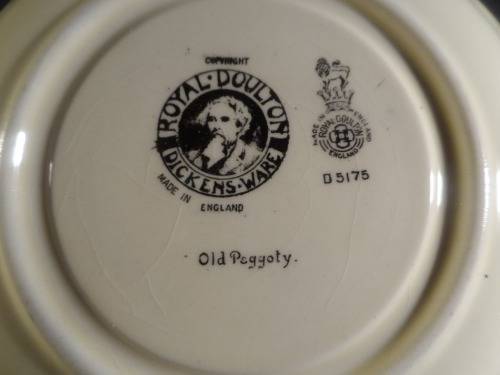 COPYRIGHT
ROYAL · DOULTON
DICKENS · WARE
MADE IN
ENGLAND
MADE IN ENGLAND
ROYAL DOULTON
ENGLAND
D5175
Old Peggoty.